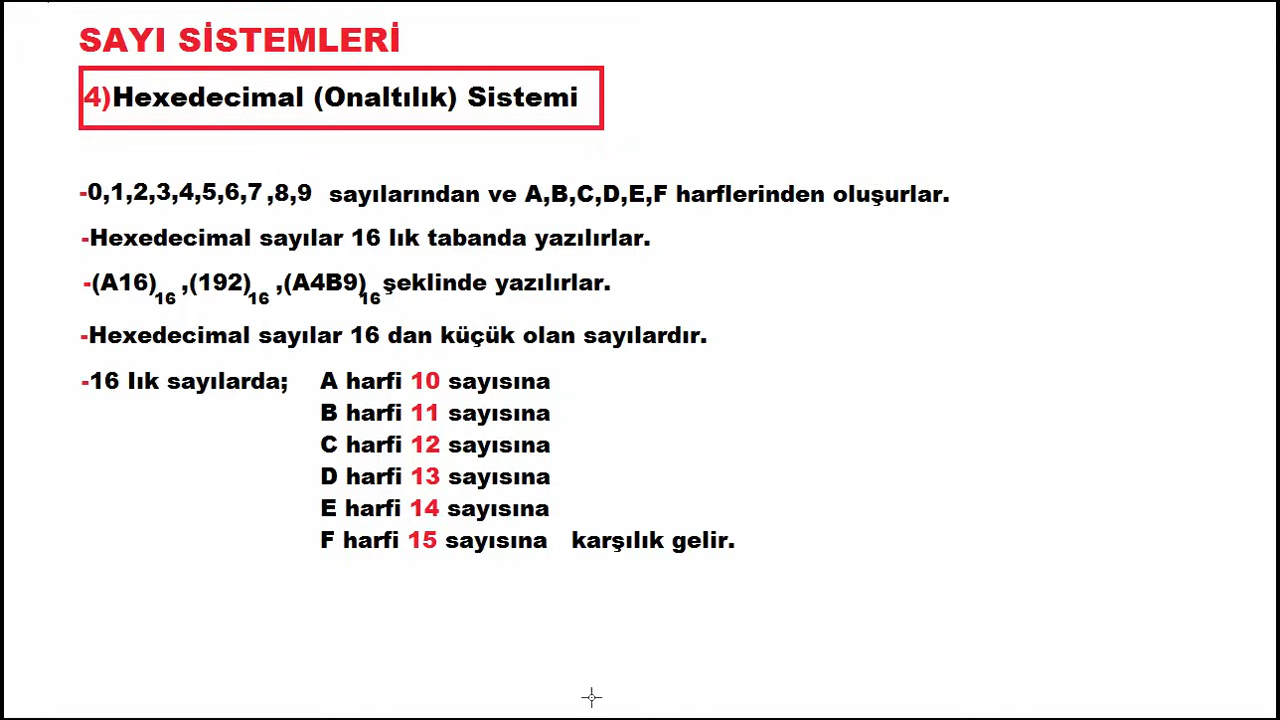 SAYI SİSTEMLERİ
4)Hexedecimal (Onaltılık) Sistemi
-0,1,2,3,4,5,6,7,8,9 sayılarından ve A,B,C,D,E,F harflerinden oluşurlar.
-Hexedecimal sayılar 16 lık tabanda yazılırlar.
-(A16)16 ,(192)16 ,(A4B9)16 şeklinde yazılırlar.
-Hexedecimal sayılar 16 dan küçük olan sayılardır.
-16 lık sayılarda; A harfi 10 sayısına
B harfi 11 sayısına
C harfi 12 sayısına
D harfi 13 sayısına
E harfi 14 sayısına
F harfi 15 sayısına karşılık gelir.